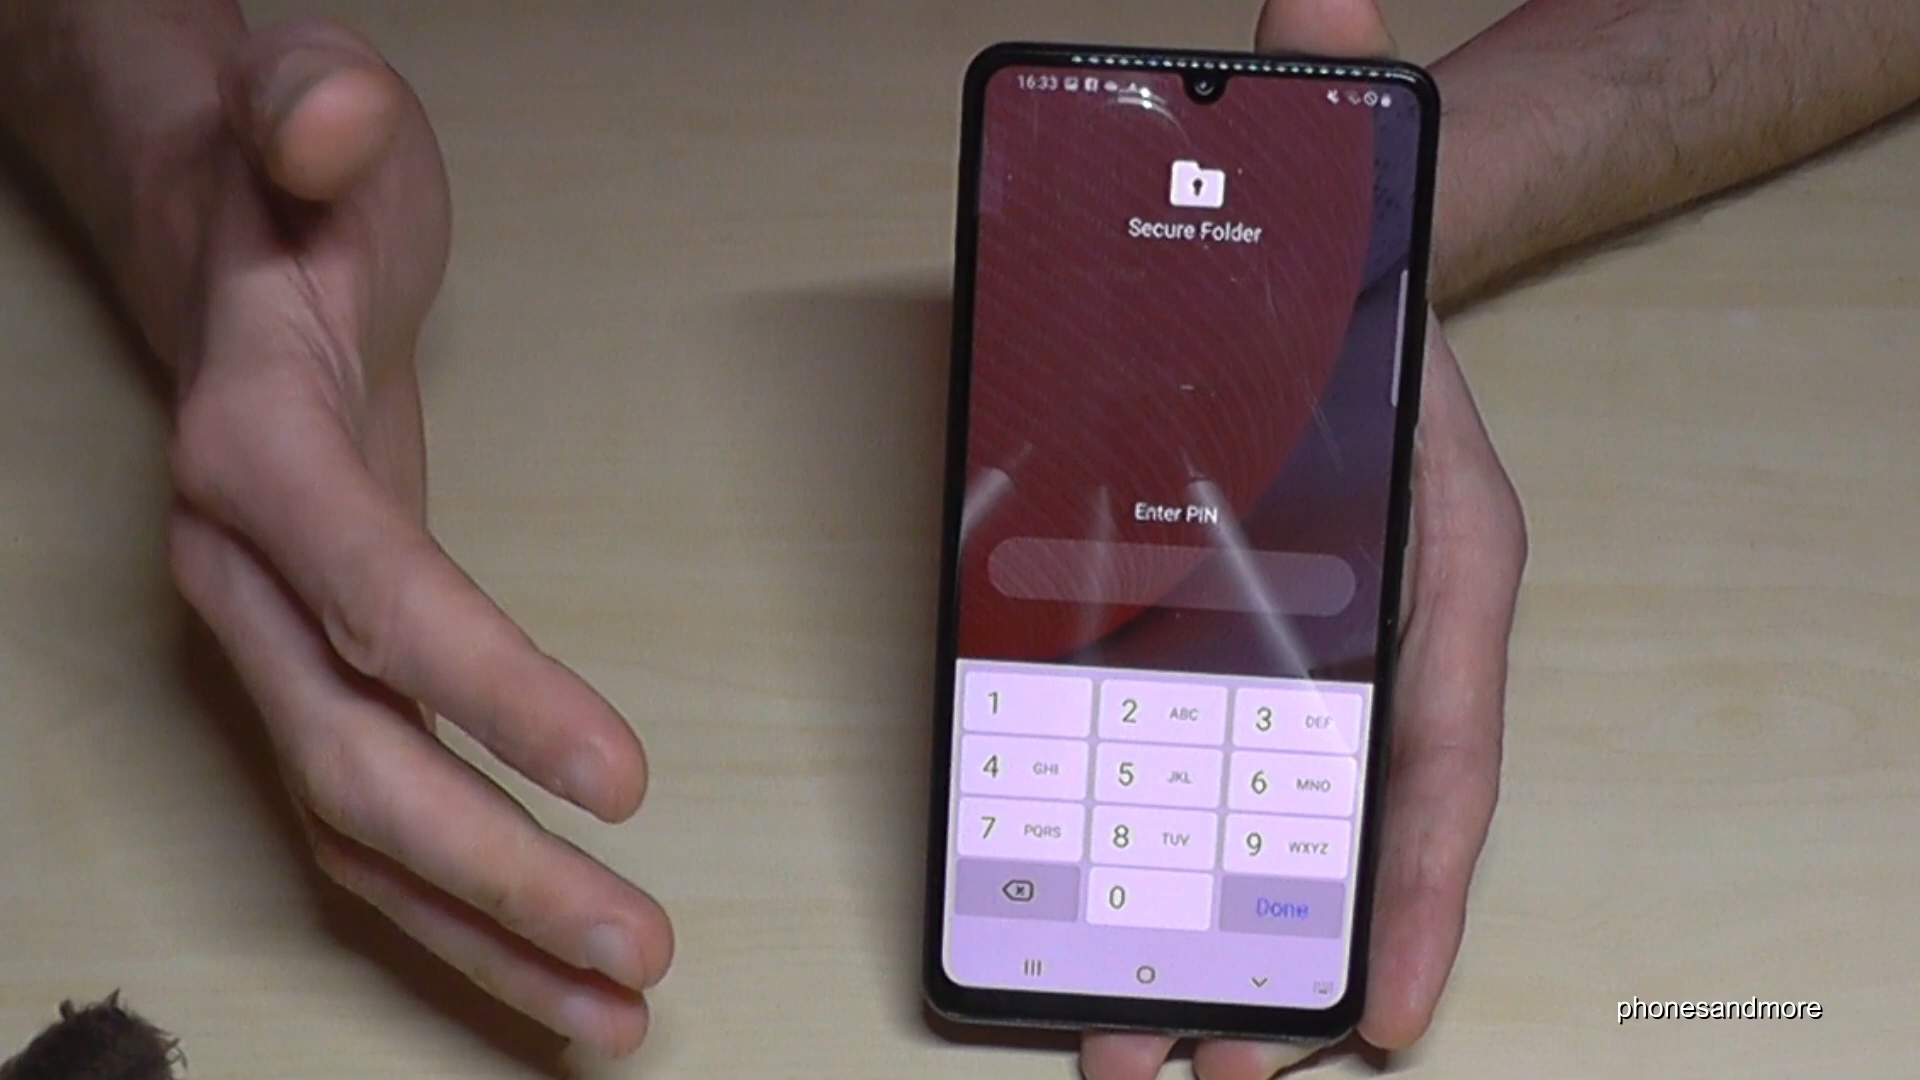 16:33
Secure Folder
Enter PIN
1
2 ABC
3 DEF
4 GHI
5 JKL
6 MNO
7 PQRS
8 TUV
9 WXYZ
0
Done
phonesandmore